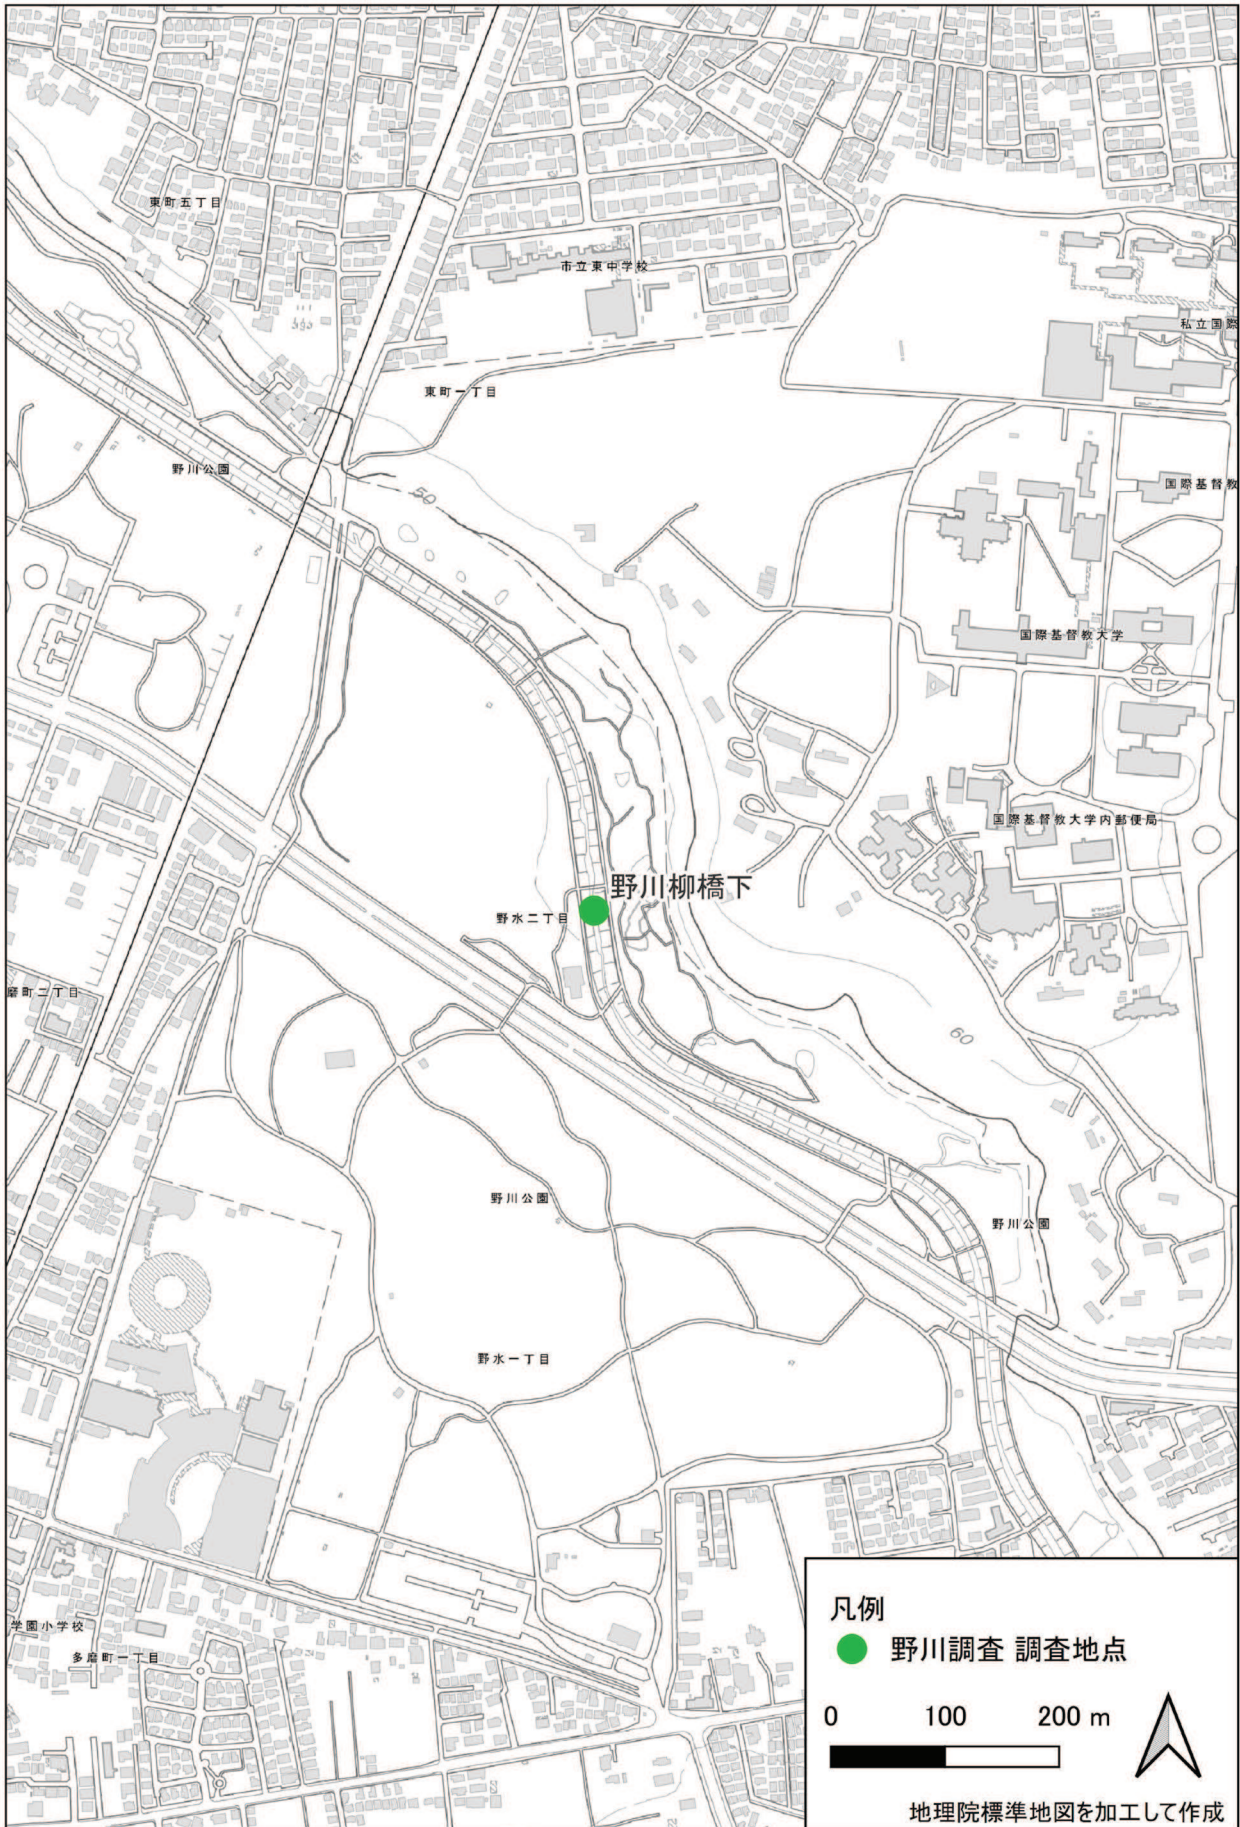 東町五丁目
市立東中学校
私立国際
東町一丁目
野川公園
50
国際基督教
国際基督教大学
国際基督教大学内郵便局
野川柳橋下
野水二丁目
磨町二丁目
60
野川公園
野川公園
野水一丁目
学園小学校
多磨町一丁目
凡例
野川調査 調査地点
0 100 200 m
地理院標準地図を加工して作成